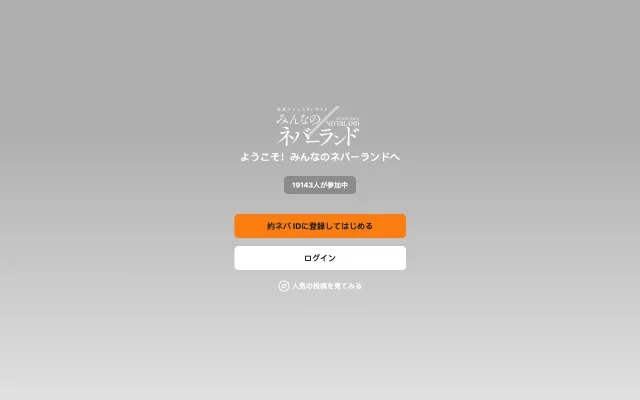 みんなの
NEVERLAND
ネバーランド
ようこそ！みんなのネバーランドへ
19143人が参加中
約ネバ IDに登録してはじめる
ログイン
人気の投稿を見てみる